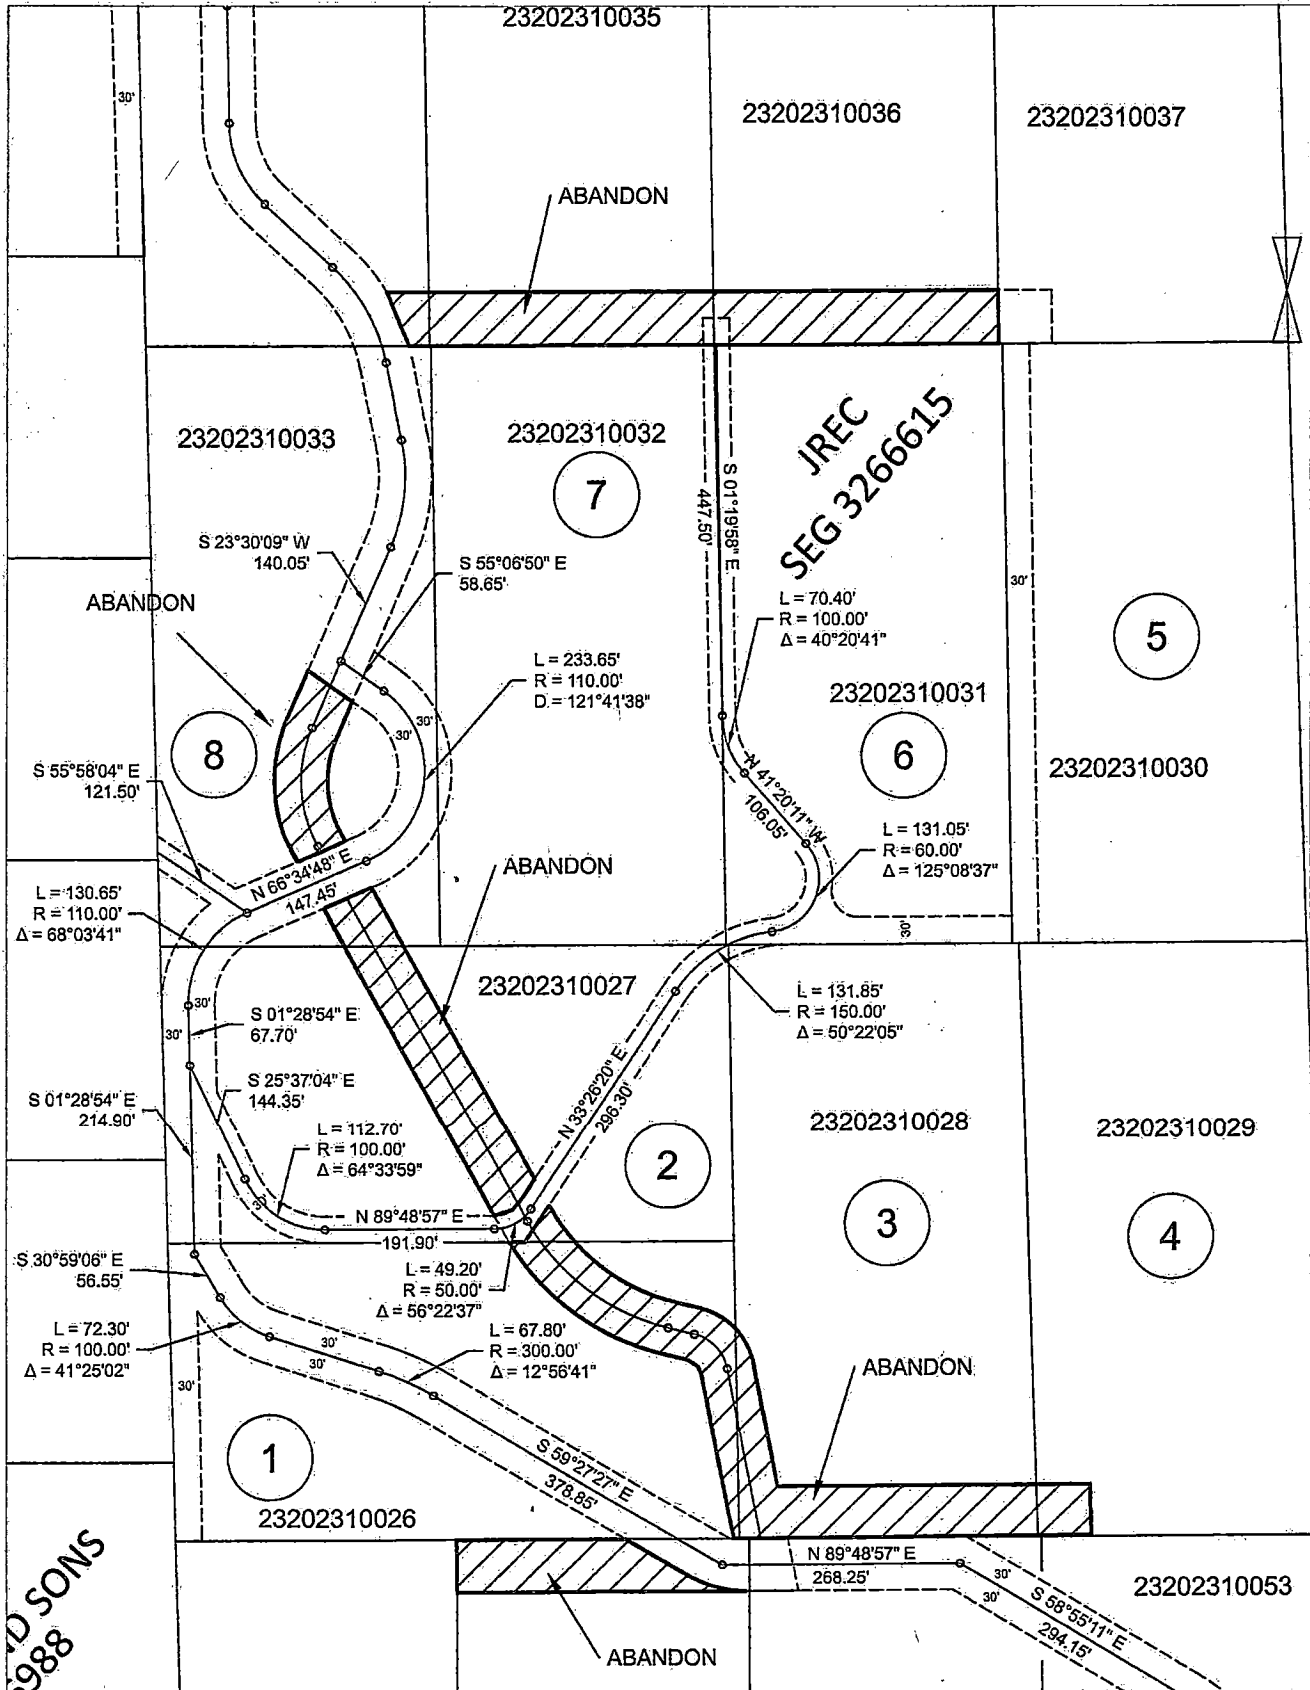 23202310035
23202310036
23202310037
30'
ABANDON
23202310033
23202310032
7
JREC
SEG 3266615
S 01°19'58" E
447.50'
S 23°30'09" W
140.05'
S 55°06'50" E
58.65'
ABANDON
L = 70.40'
R = 100.00'
Δ = 40°20'41"
30'
5
L = 233.65'
R = 110.00'
D = 121°41'38"
23202310031
30'
30'
8
6
S 55°58'04" E
121.50'
N 41°20'11" W
106.05'
23202310030
L = 131.05'
R = 60.00'
Δ = 125°08'37"
ABANDON
N 66°34'48" E
147.45'
L = 130.65'
R = 110.00'
Δ = 68°03'41"
30'
23202310027
L = 131.85'
R = 150.00'
Δ = 50°22'05"
30'
30'
S 01°28'54" E
67.70'
N 33°26'20" E
296.30'
S 25°37'04" E
144.35'
S 01°28'54" E
214.90'
23202310028
23202310029
L = 112.70'
R = 100.00'
Δ = 64°33'59"
2
3
4
30'
N 89°48'57" E
191.90'
S 30°59'06" E
56.55'
L = 49.20'
R = 50.00'
Δ = 56°22'37"
L = 72.30'
R = 100.00'
Δ = 41°25'02"
30'
30'
L = 67.80'
R = 300.00'
Δ = 12°56'41"
ABANDON
30'
1
S 59°27'27" E
378.85'
23202310026
N 89°48'57" E
268.25'
30'
30'
S 58°55'11" E
294.15'
23202310053
ABANDON
ND SONS
6988